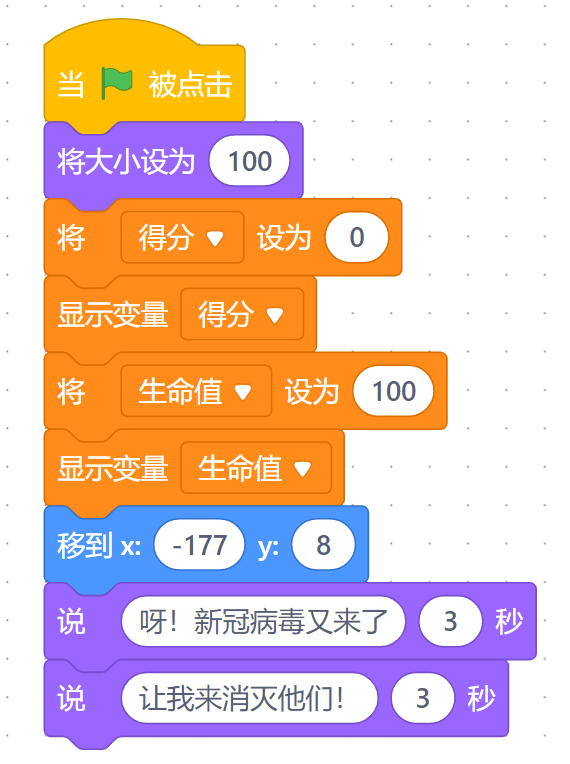 当 被点击
将大小设为 100
将 得分 设为 0
显示变量 得分
将 生命值 设为 100
显示变量 生命值
移到 x: -177 y: 8
说 呀！新冠病毒又来了 3 秒
说 让我来消灭他们！ 3 秒